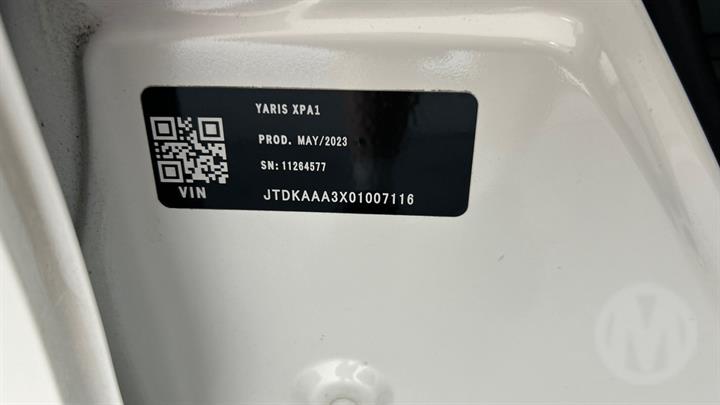 YARIS XPA1
PROD. MAY/2023
SN: 11264577
VIN
JTDKAAA3X01007116
M